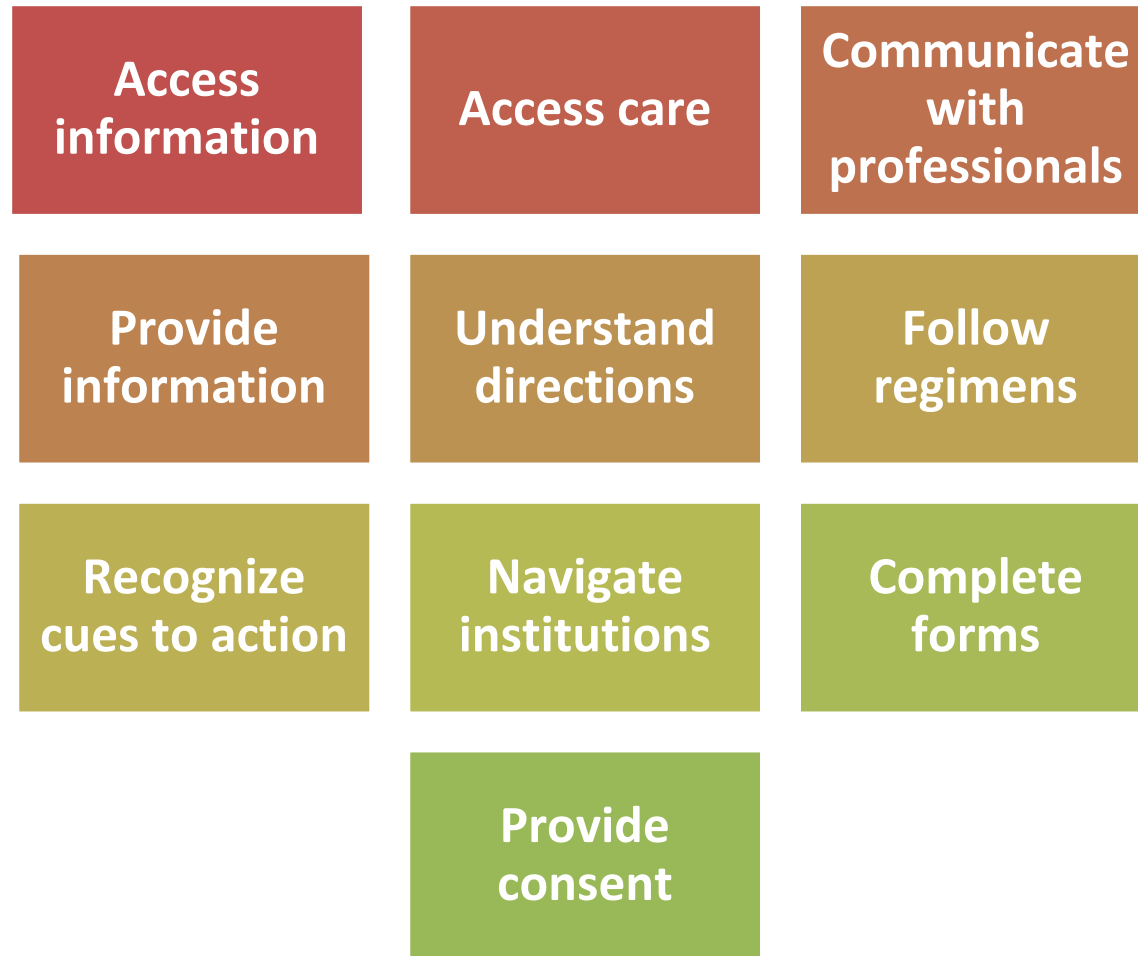 Access
information
Access care
Communicate
with
professionals
Provide
information
Understand
directions
Follow
regimens
Recognize
cues to action
Navigate
institutions
Complete
forms
Provide
consent